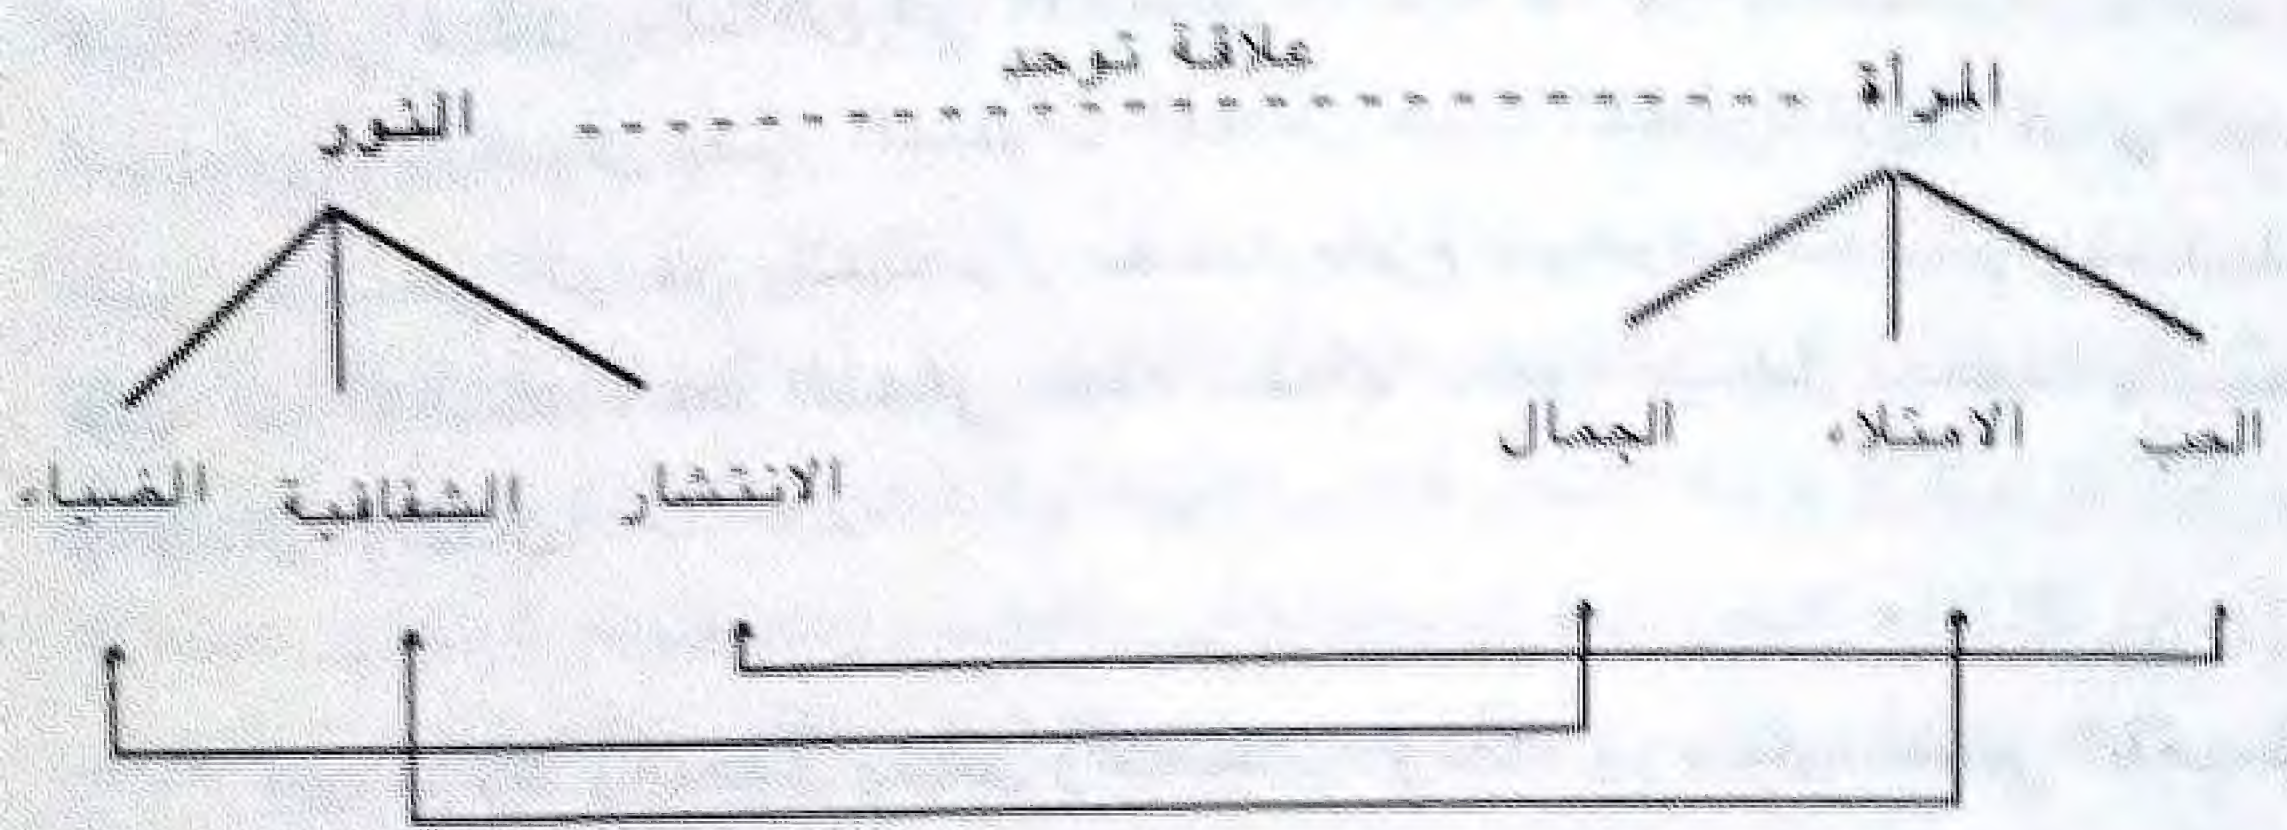 علاقة توحد
المرأة
النور
الحب الامتلاء الجمال
الانتشار الشفافية الضياء